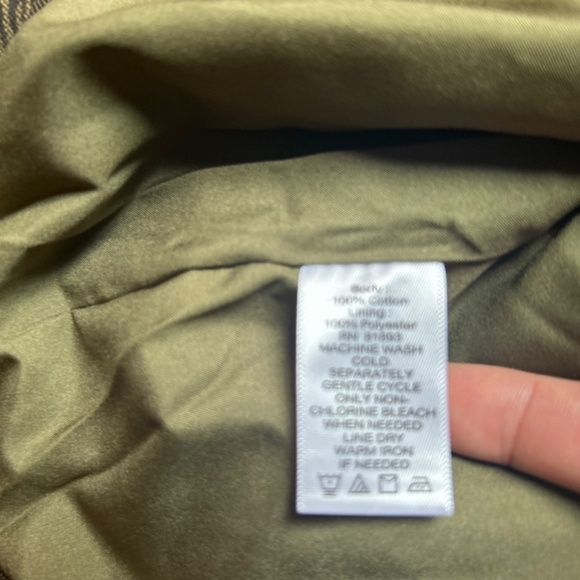 Body:
100% Cotton
Lining:
100% Polyester
RN: 91893
MACHINE WASH
COLD
SEPARATELY
GENTLE CYCLE
ONLY NON-
CHLORINE BLEACH
WHEN NEEDED
LINE DRY
WARM IRON
IF NEEDED